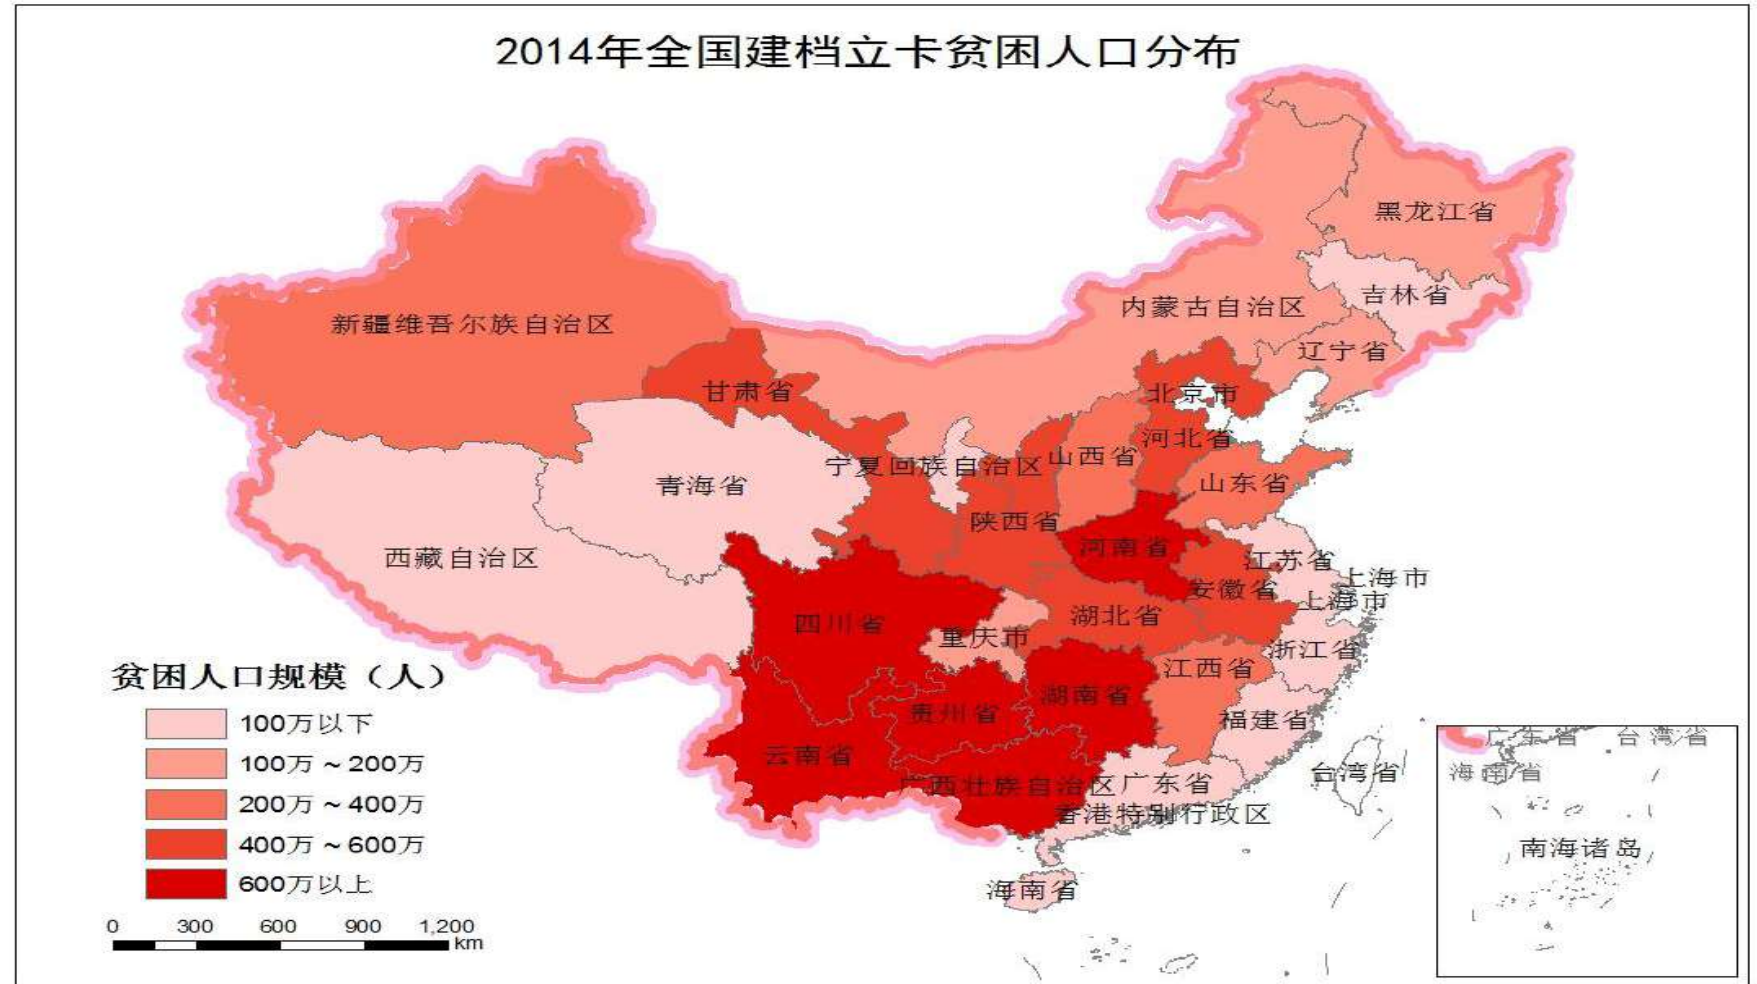 2014年全国建档立卡贫困人口分布
黑龙江省
吉林省
内蒙古自治区
新疆维吾尔族自治区
辽宁省
甘肃省
北京市
河北省
山西省
宁夏回族自治区
青海省
山东省
陕西省
河南省
西藏自治区
江苏省
上海市
安徽省
上海市
湖北省
四川省
重庆市
浙江省
江西省
湖南省
贵州省
福建省
云南省
台湾省
广西壮族自治区
广东省
香港特别行政区
海南省
贫困人口规模（人）
100万以下
100万～200万
200万～400万
400万～600万
600万以上
0 300 600 900 1,200
km
广东省 台湾省
海南省
南海诸岛